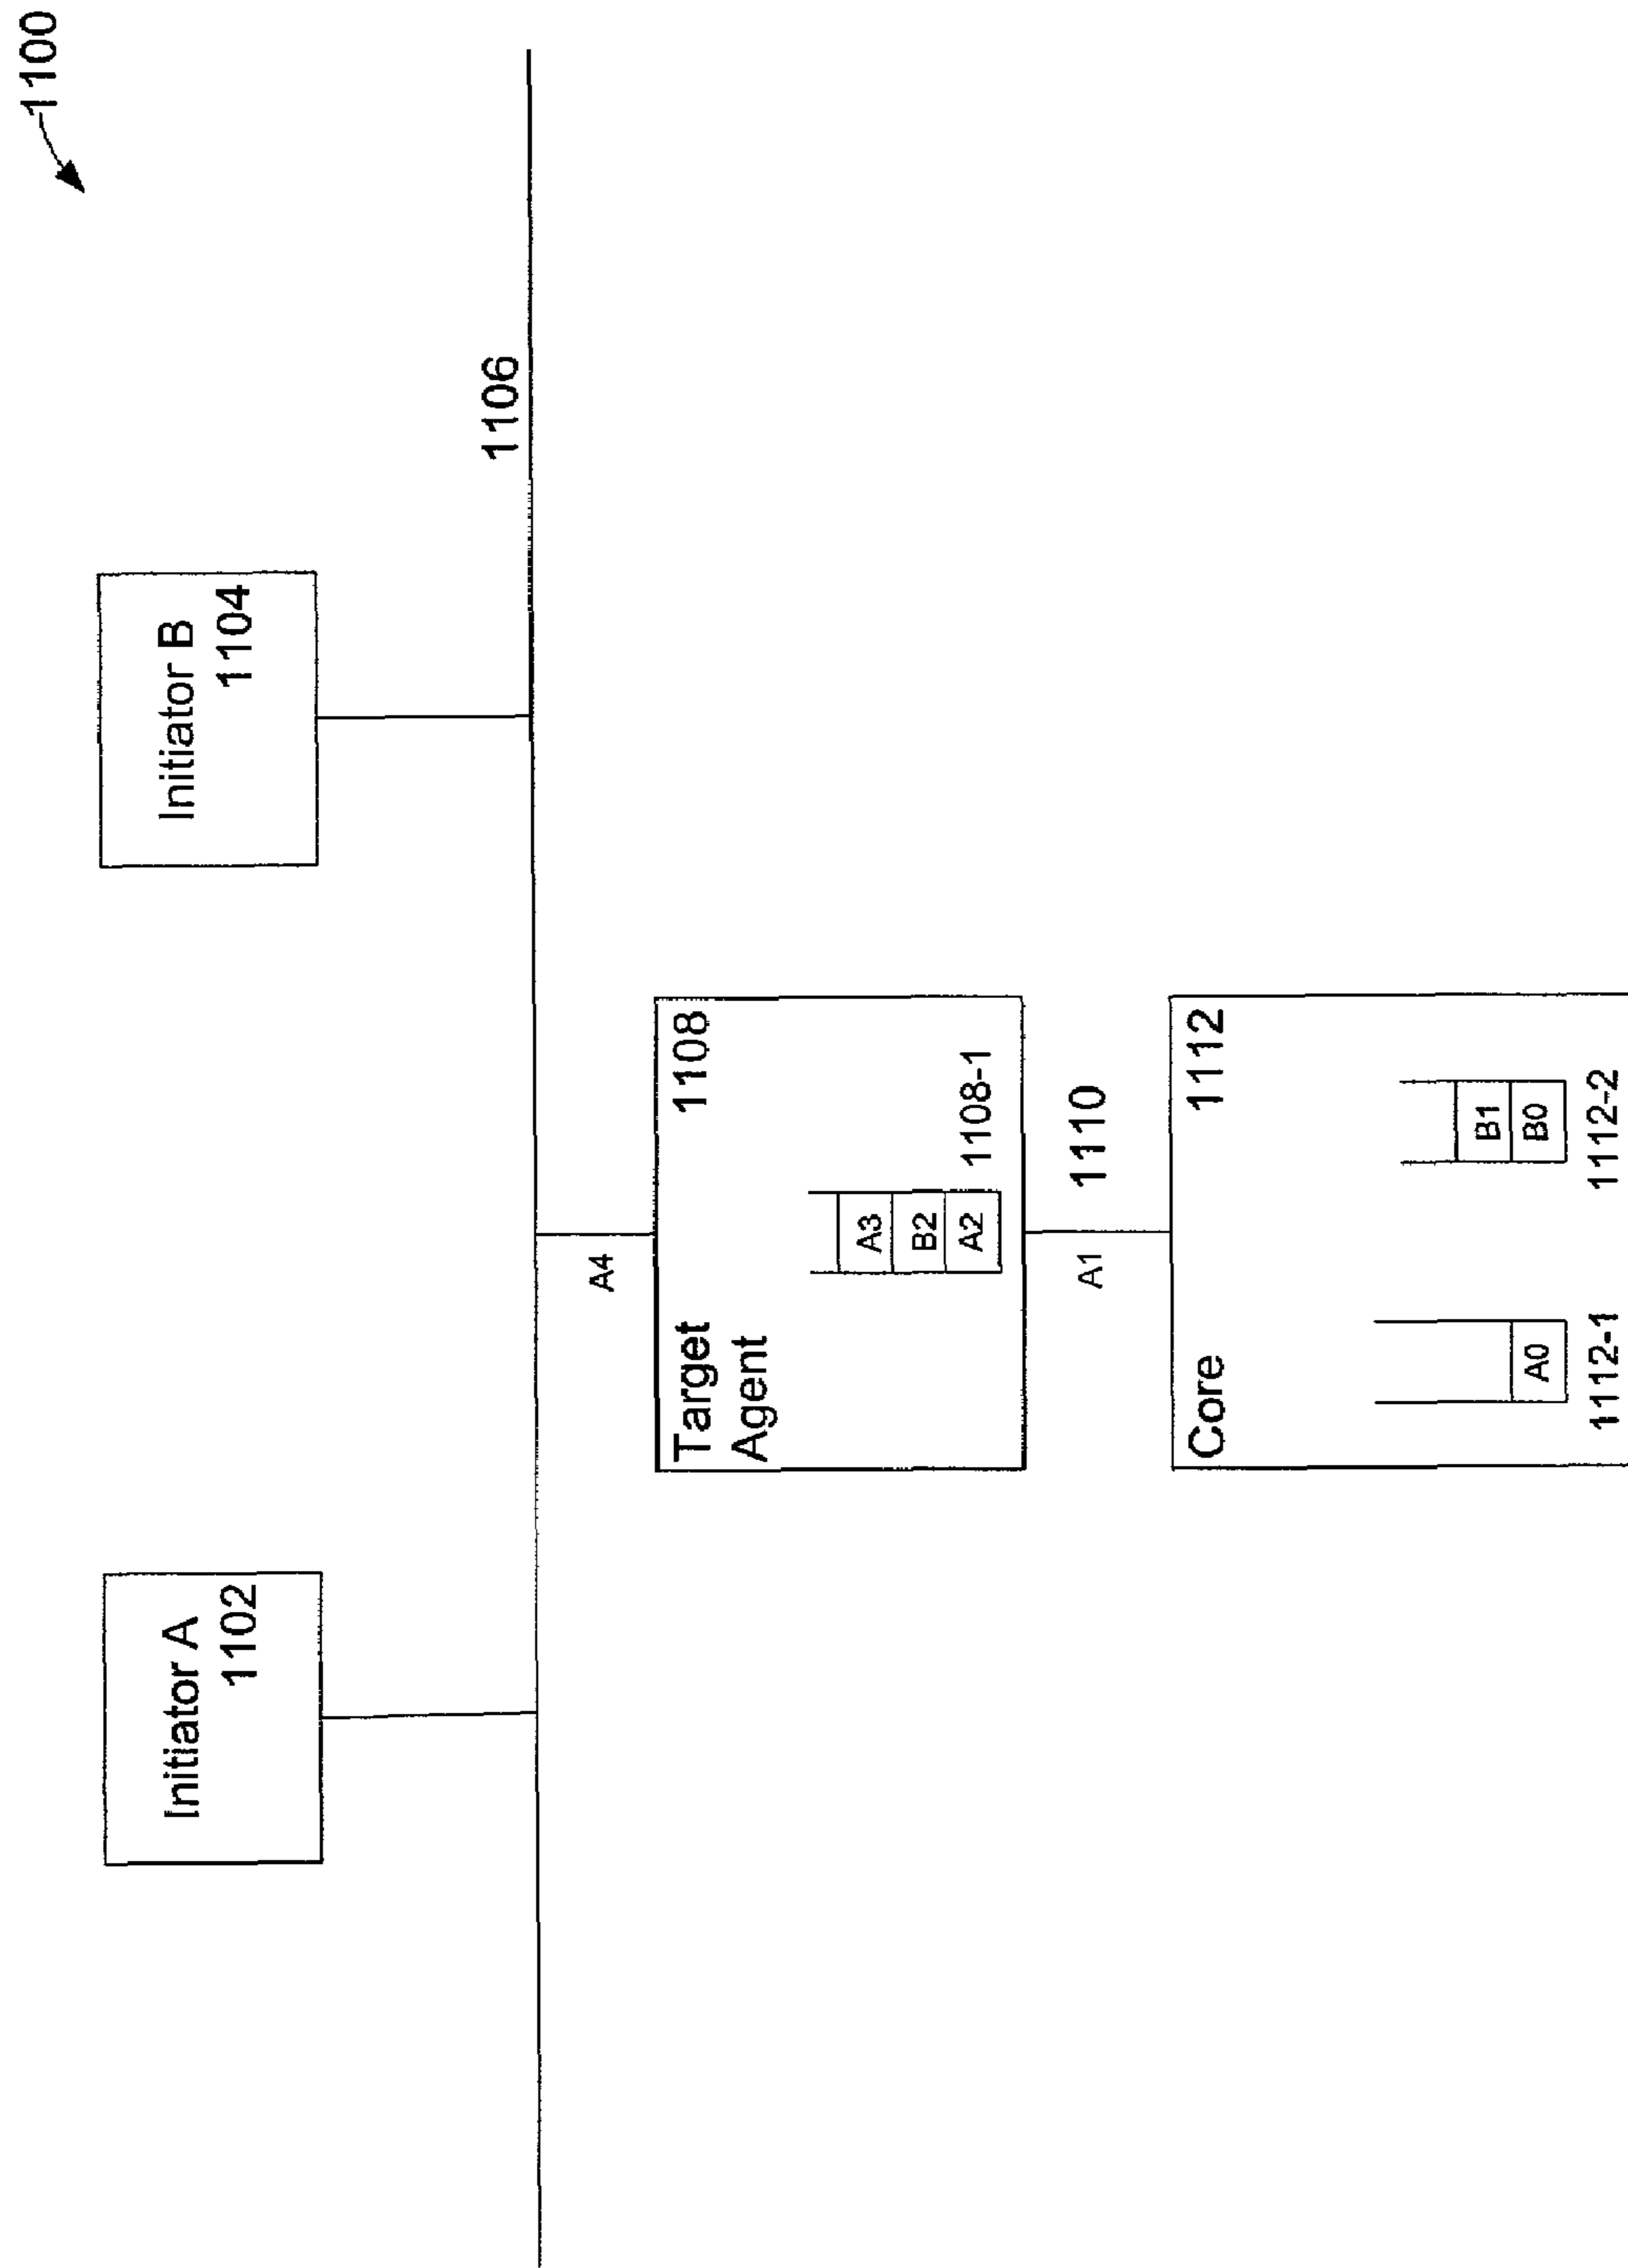 1100
Initiator A
1102
Initiator B
1104
1106
A4
Target
Agent
1108
A3
B2
A2
1108-1
A1
1110
Core
1112
A0
1112-1
B1
B0
1112-2